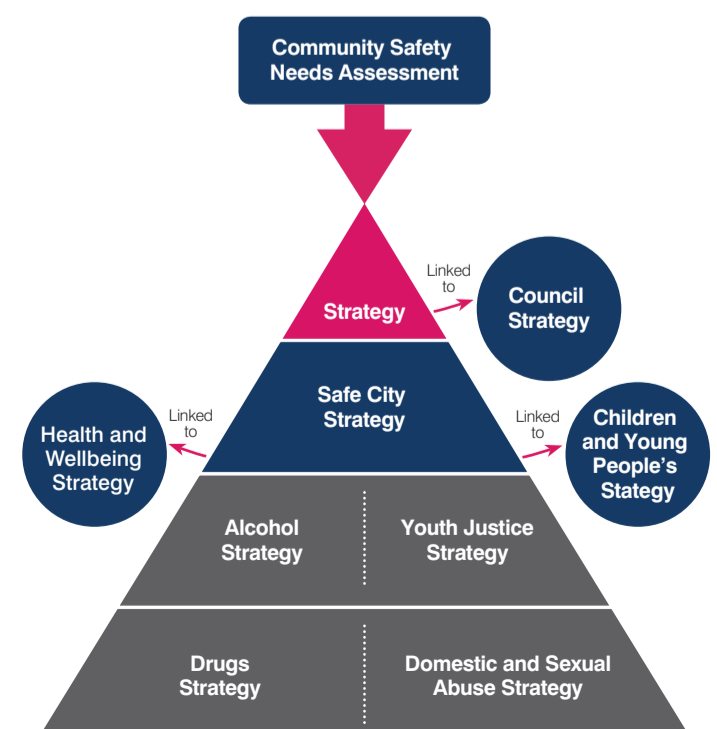 Community Safety
Needs Assessment
Strategy
Linked
to
Council
Strategy
Safe City
Strategy
Linked
to
Health and
Wellbeing
Strategy
Linked
to
Children
and Young
People's
Stategy
Alcohol
Strategy
Youth Justice
Strategy
Drugs
Strategy
Domestic and Sexual
Abuse Strategy